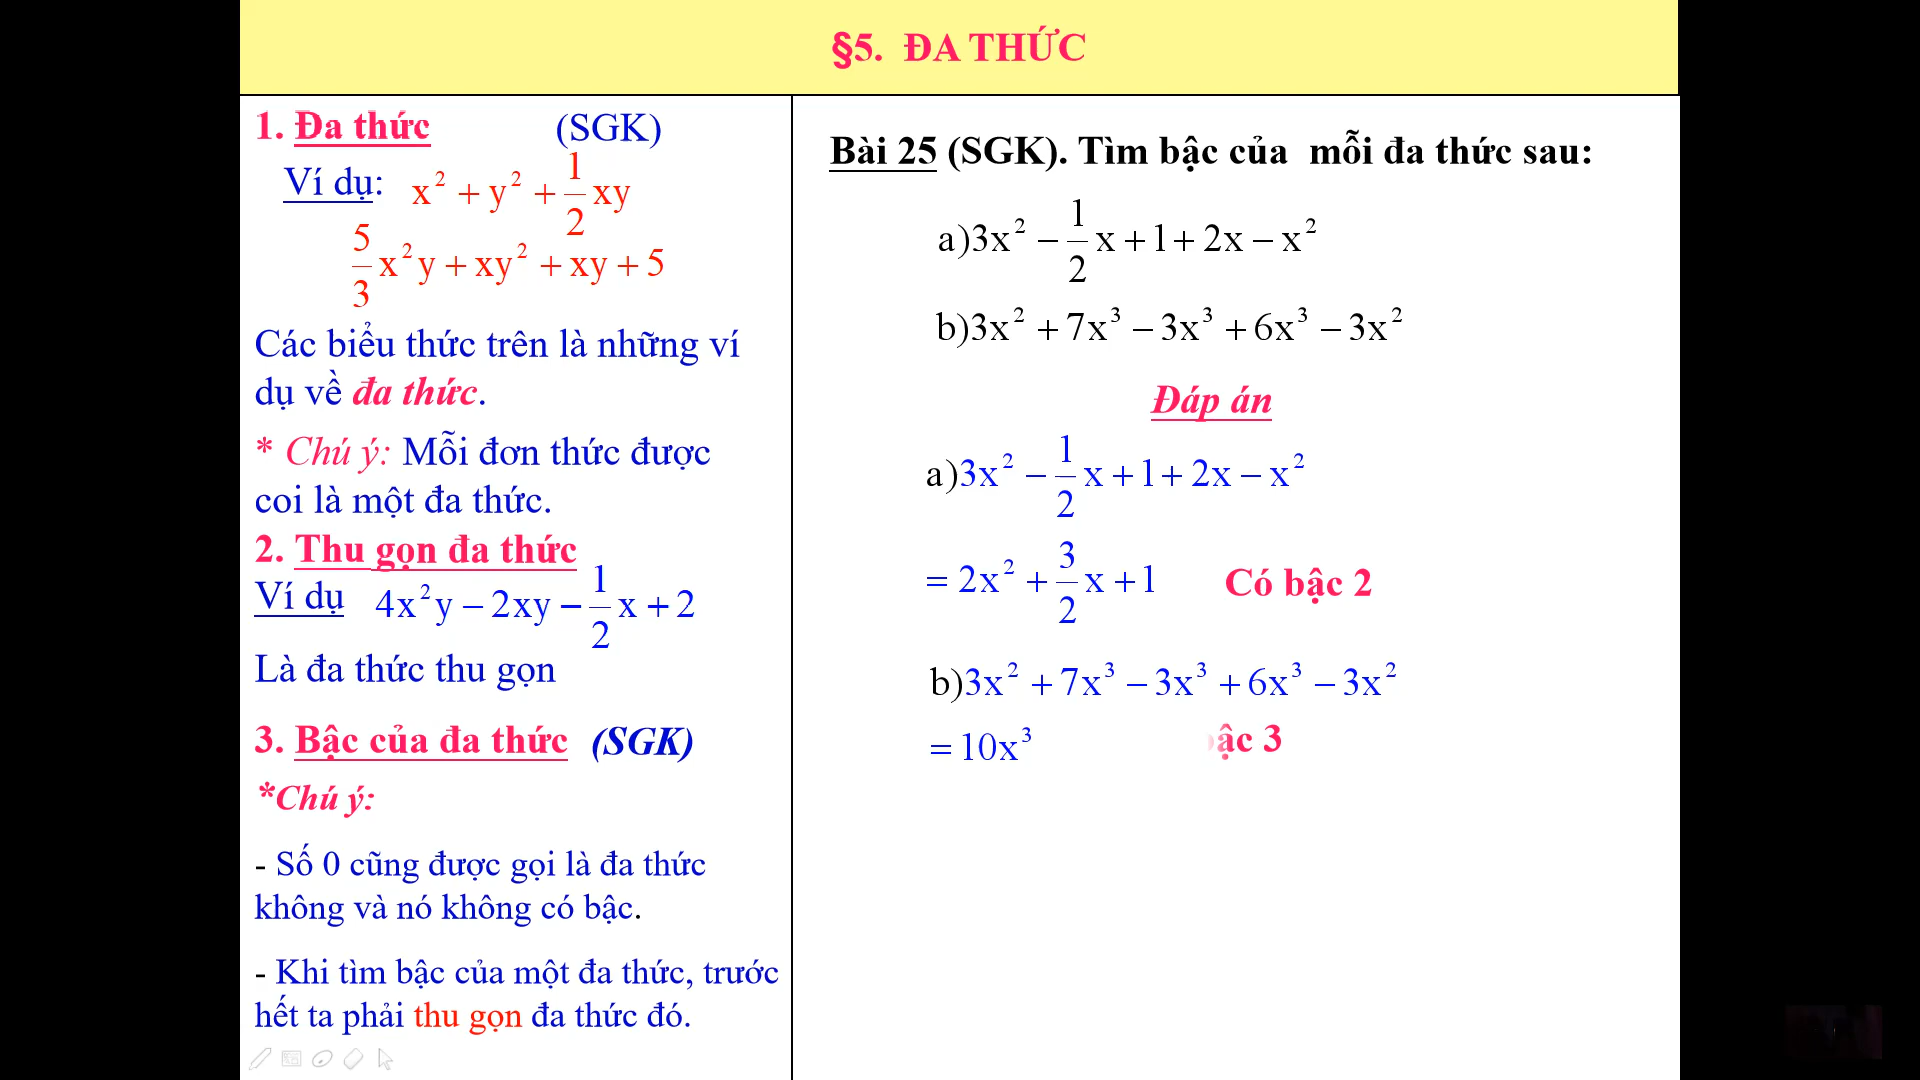 §5. ĐA THỨC
1. Đa thức (SGK)
Ví dụ: x² + y² + 1/2 xy
5/3 x²y + xy² + xy + 5
Các biểu thức trên là những ví
dụ về đa thức.
* Chú ý: Mỗi đơn thức được
coi là một đa thức.
2. Thu gọn đa thức
Ví dụ 4x²y − 2xy − 1/2 x + 2
Là đa thức thu gọn
3. Bậc của đa thức (SGK)
*Chú ý:
- Số 0 cũng được gọi là đa thức
không và nó không có bậc.
- Khi tìm bậc của một đa thức, trước
hết ta phải thu gọn đa thức đó.
Bài 25 (SGK). Tìm bậc của mỗi đa thức sau:
a)3x² − 1/2 x + 1 + 2x − x²
b)3x² + 7x³ − 3x³ + 6x³ − 3x²
Đáp án
a)3x² − 1/2 x + 1 + 2x − x²
= 2x² + 3/2 x + 1 Có bậc 2
b)3x² + 7x³ − 3x³ + 6x³ − 3x²
= 10x³ bậc 3